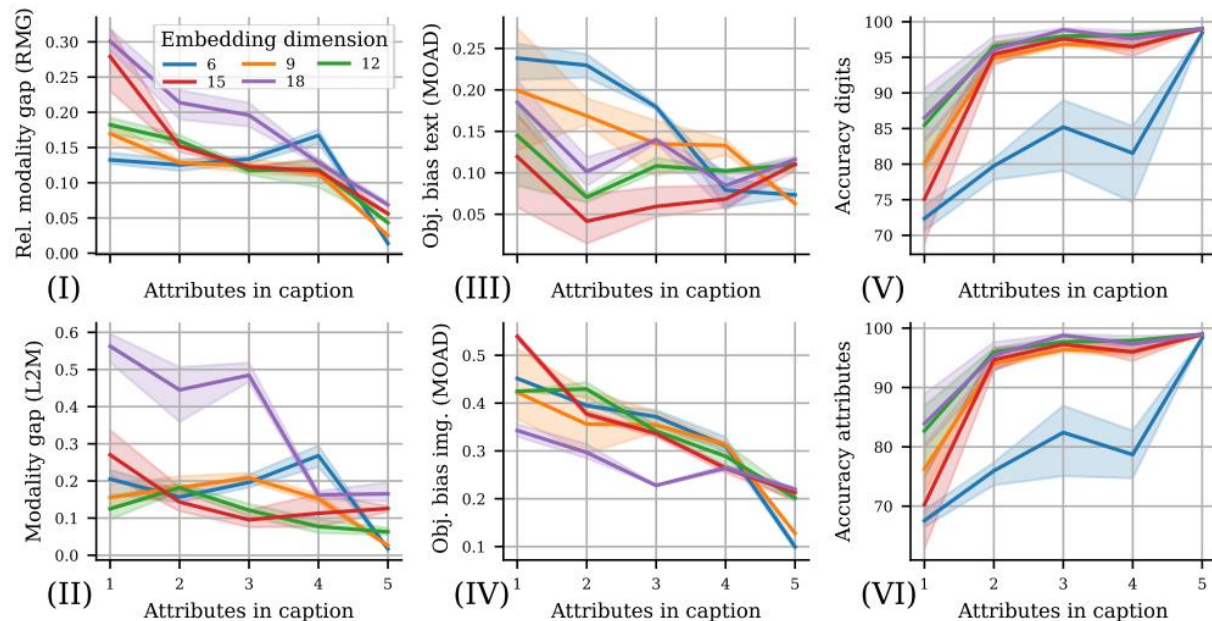 Rel. modality gap (RMG)
0.30
0.25
0.20
0.15
0.10
0.05
0.00
Embedding dimension
6 9 12
15 18
(I) Attributes in caption
Obj. bias text (MOAD)
0.25
0.20
0.15
0.10
0.05
(III) Attributes in caption
Accuracy digits
100
95
90
85
80
75
70
(V) Attributes in caption
Modality gap (L2M)
0.6
0.5
0.4
0.3
0.2
0.1
0.0
1 2 3 4 5
(II) Attributes in caption
Obj. bias img. (MOAD)
0.5
0.4
0.3
0.2
0.1
1 2 3 4 5
(IV) Attributes in caption
Accuracy attributes
100
90
80
70
1 2 3 4 5
(VI) Attributes in caption